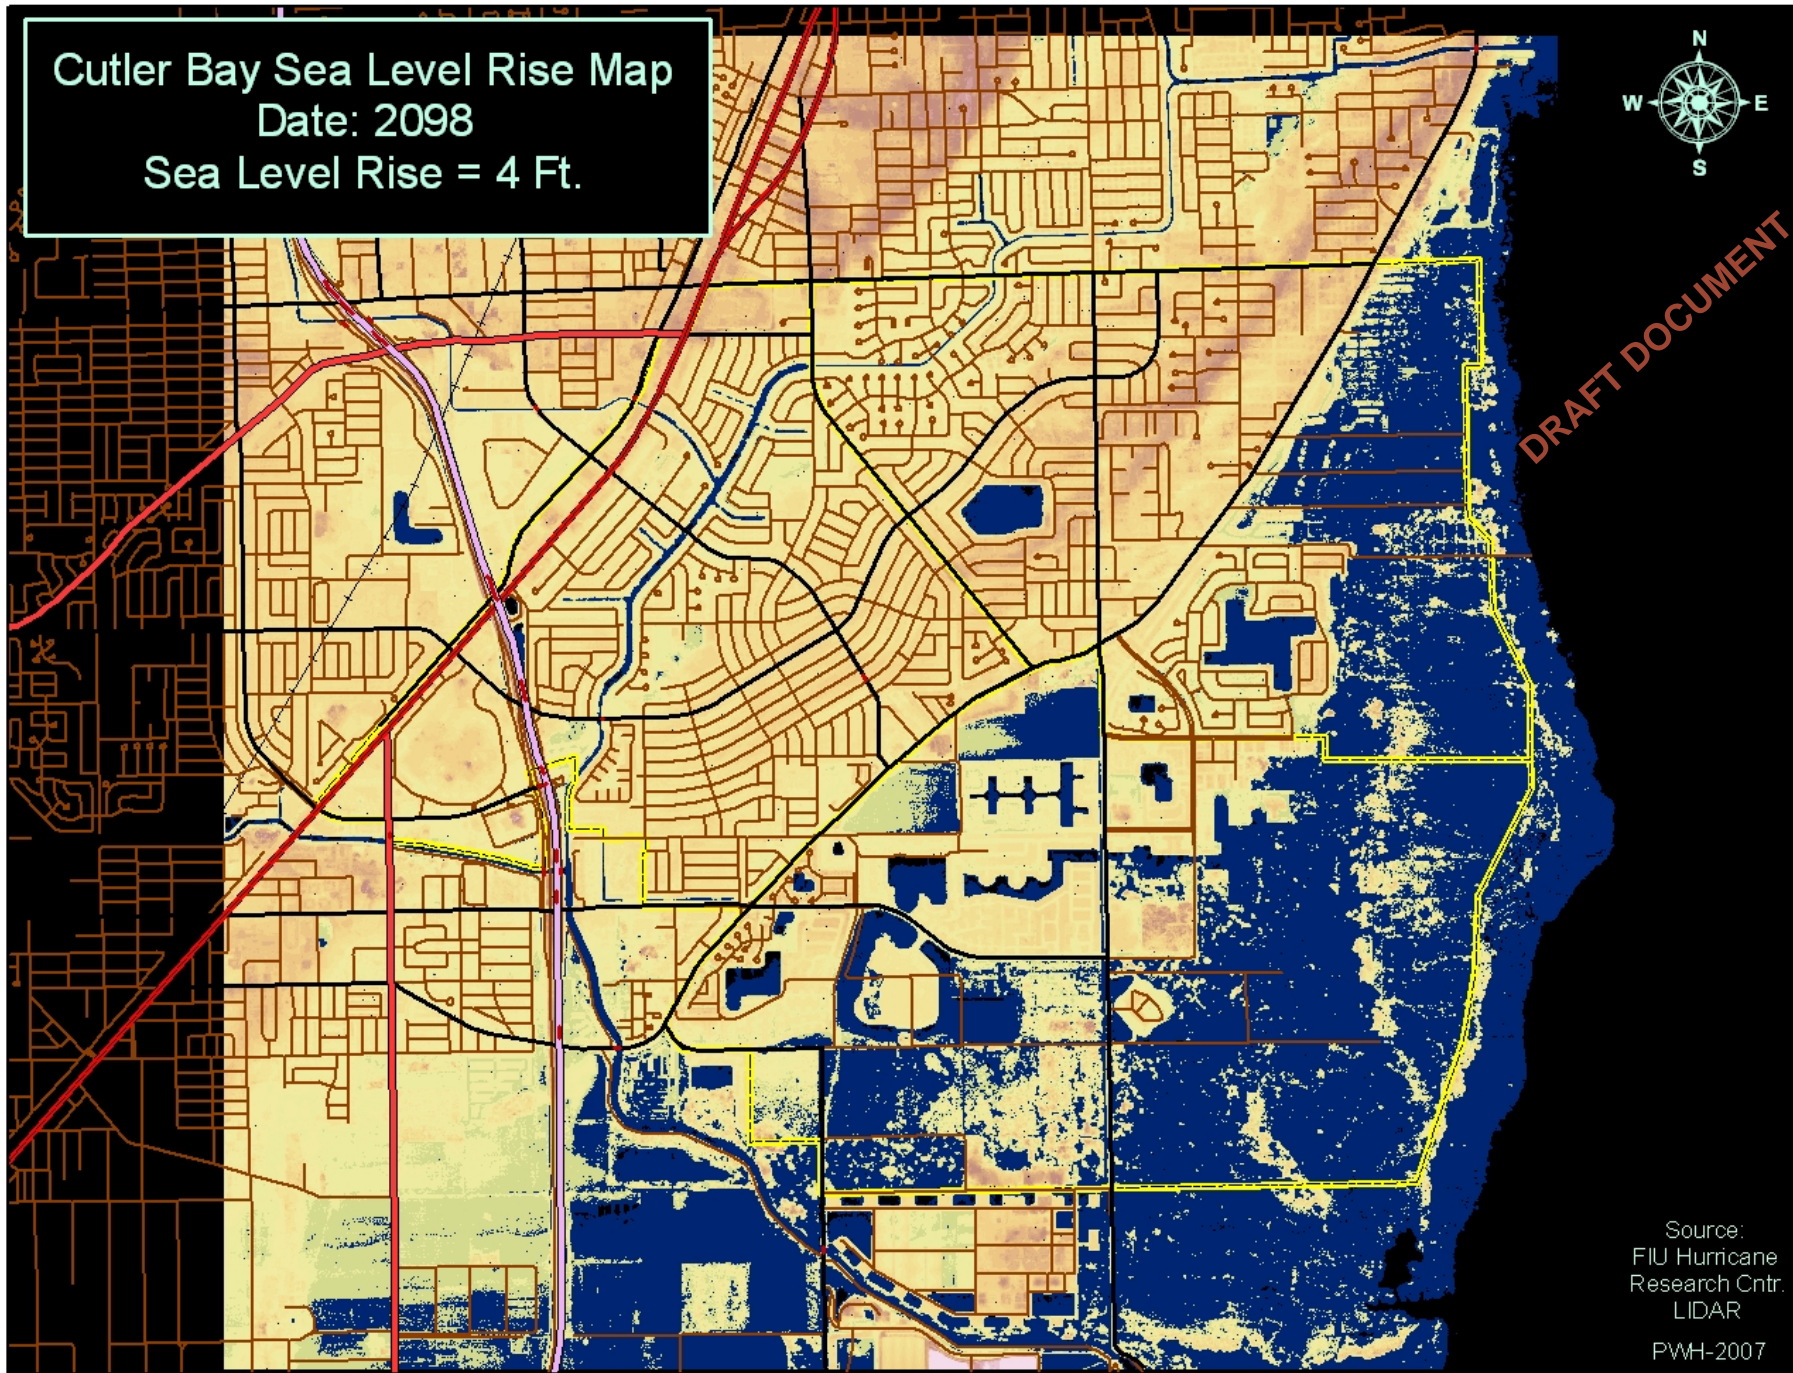 Cutler Bay Sea Level Rise Map
Date: 2098
Sea Level Rise = 4 Ft.
N
W
E
S
DRAFT DOCUMENT
Source:
FIU Hurricane
Research Cntr.
LIDAR
PWH-2007